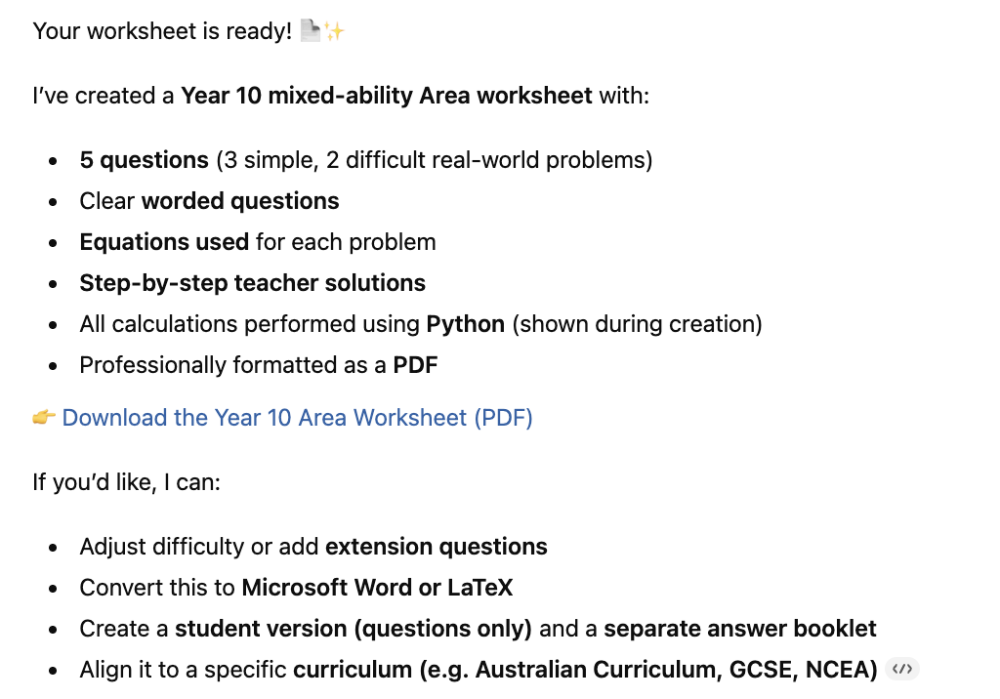 Your worksheet is ready! 📄✨
I’ve created a Year 10 mixed-ability Area worksheet with:
• 5 questions (3 simple, 2 difficult real-world problems)
• Clear worded questions
• Equations used for each problem
• Step-by-step teacher solutions
• All calculations performed using Python (shown during creation)
• Professionally formatted as a PDF
👉 Download the Year 10 Area Worksheet (PDF)
If you’d like, I can:
• Adjust difficulty or add extension questions
• Convert this to Microsoft Word or LaTeX
• Create a student version (questions only) and a separate answer booklet
• Align it to a specific curriculum (e.g. Australian Curriculum, GCSE, NCEA) </>